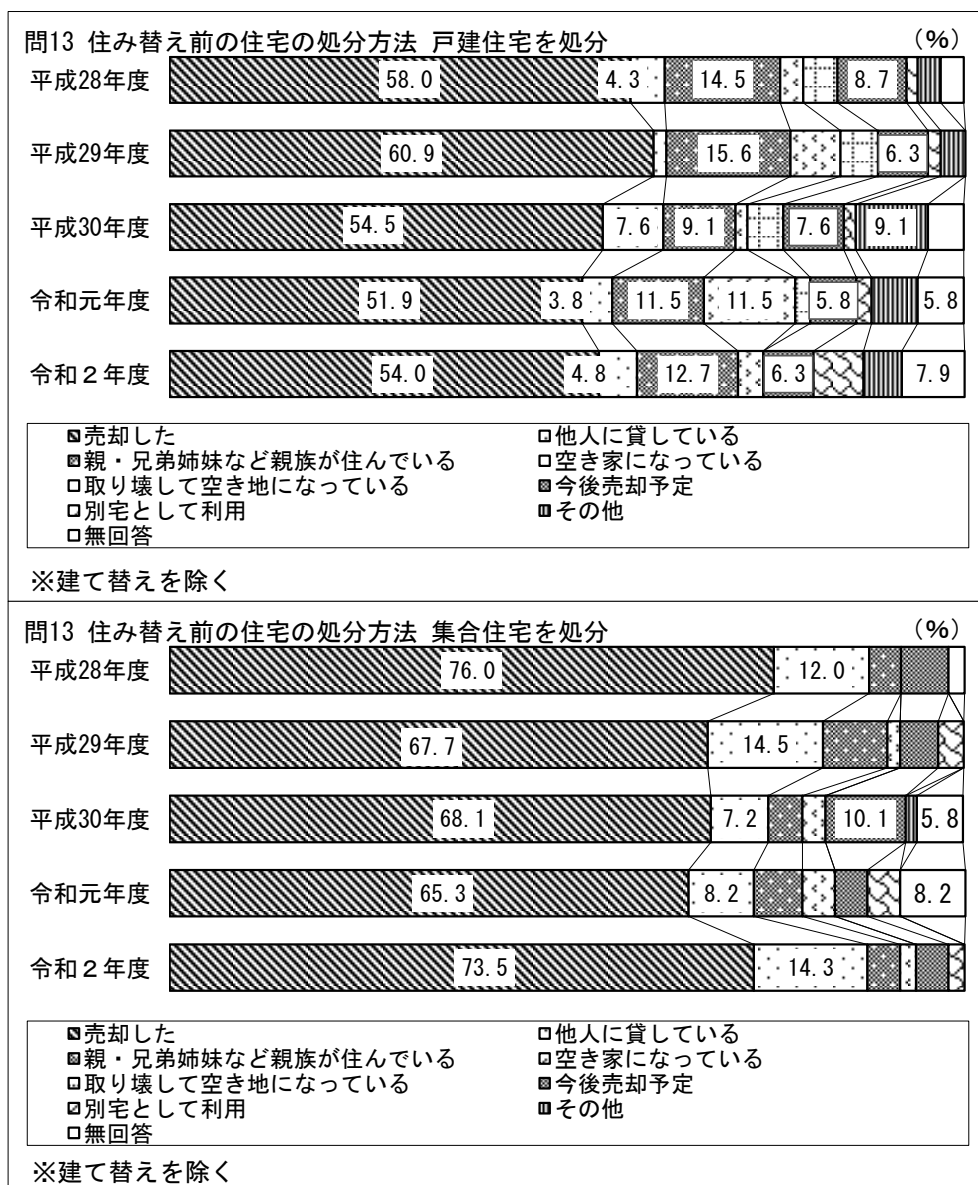 問13 住み替え前の住宅の処分方法 戸建住宅を処分 (%)
平成28年度 58.0 4.3 14.5 8.7
平成29年度 60.9 15.6 6.3
平成30年度 54.5 7.6 9.1 7.6 9.1
令和元年度 51.9 3.8 11.5 11.5 5.8 5.8
令和２年度 54.0 4.8 12.7 6.3 7.9
売却した 他人に貸している
親・兄弟姉妹など親族が住んでいる 空き家になっている
取り壊して空き地になっている 今後売却予定
別宅として利用 その他
無回答
※建て替えを除く
問13 住み替え前の住宅の処分方法 集合住宅を処分 (%)
平成28年度 76.0 12.0
平成29年度 67.7 14.5
平成30年度 68.1 7.2 10.1 5.8
令和元年度 65.3 8.2 8.2
令和２年度 73.5 14.3
売却した 他人に貸している
親・兄弟姉妹など親族が住んでいる 空き家になっている
取り壊して空き地になっている 今後売却予定
別宅として利用 その他
無回答
※建て替えを除く